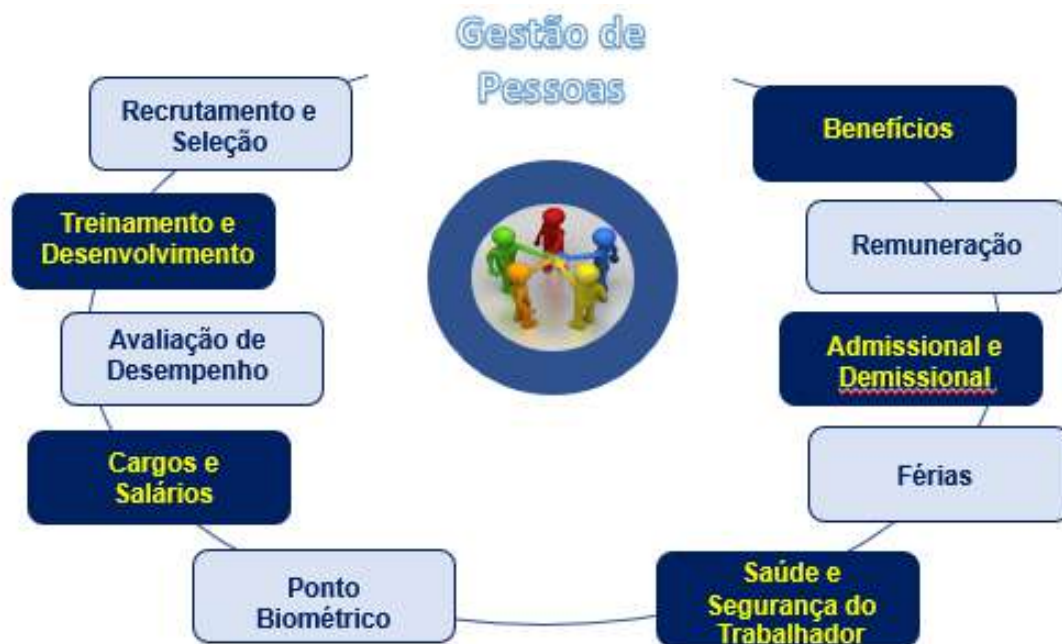 Gestão de
Pessoas
Recrutamento e
Seleção
Treinamento e
Desenvolvimento
Avaliação de
Desempenho
Cargos e
Salários
Ponto
Biométrico
Saúde e
Segurança do
Trabalhador
Férias
Admissional e
Demissional
Remuneração
Benefícios